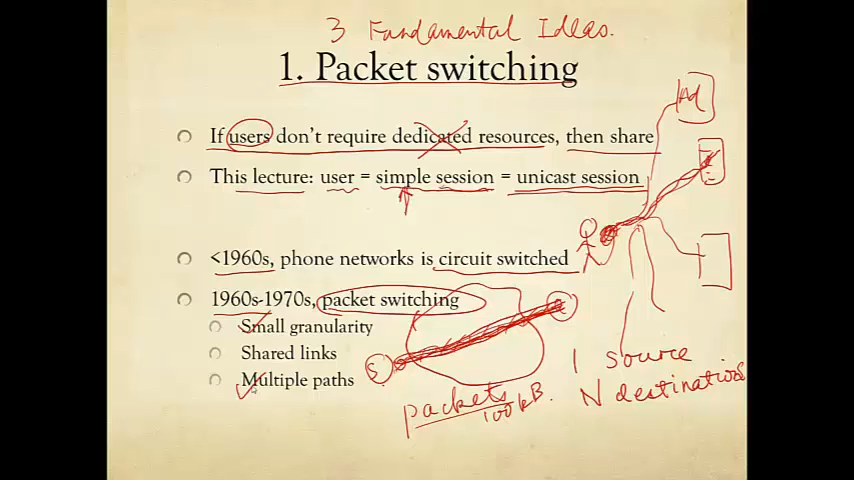 3 Fundamental Ideas.
1. Packet switching
If users don't require dedicated resources, then share
Ad
This lecture: user = simple session = unicast session
<1960s, phone networks is circuit switched
1960s-1970s, packet switching
Small granularity
Shared links
Multiple paths
S
packets
100kB.
1 source
N destinations